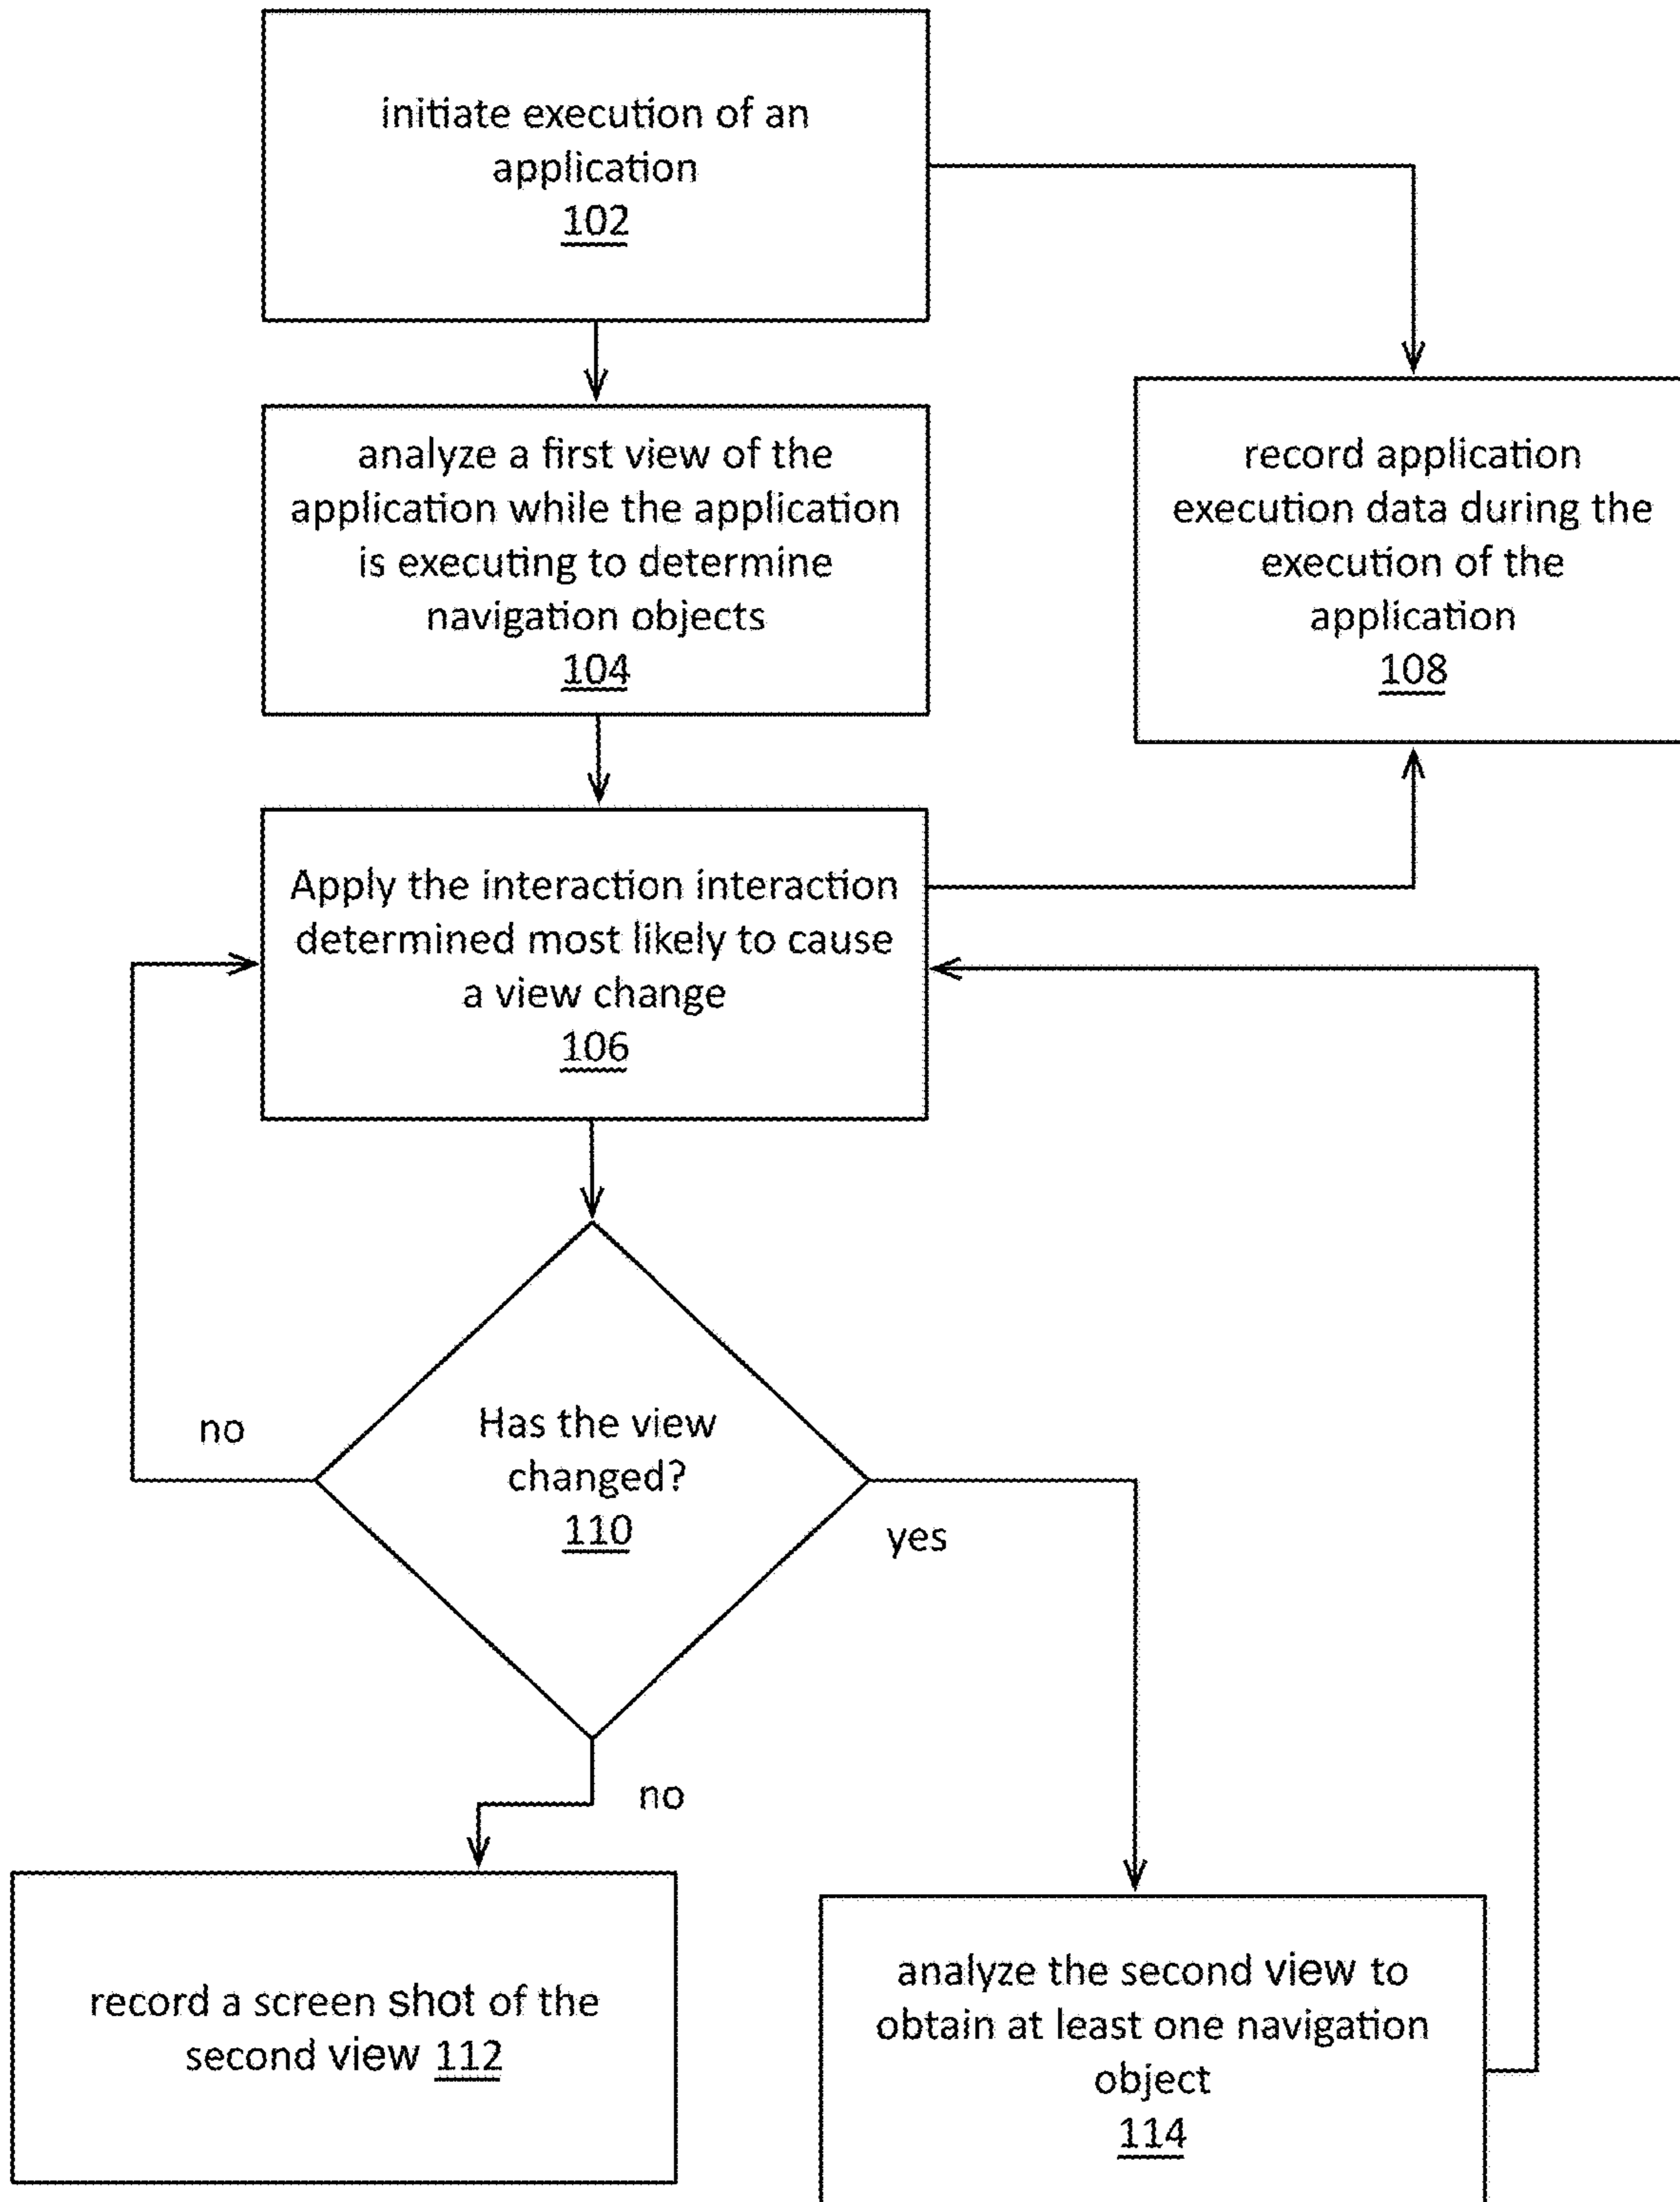 initiate execution of an
application
102
analyze a first view of the
application while the application
is executing to determine
navigation objects
104
record application
execution data during the
execution of the
application
108
Apply the interaction interaction
determined most likely to cause
a view change
106
no
Has the view
changed?
110
yes
no
record a screen shot of the
second view 112
analyze the second view to
obtain at least one navigation
object
114